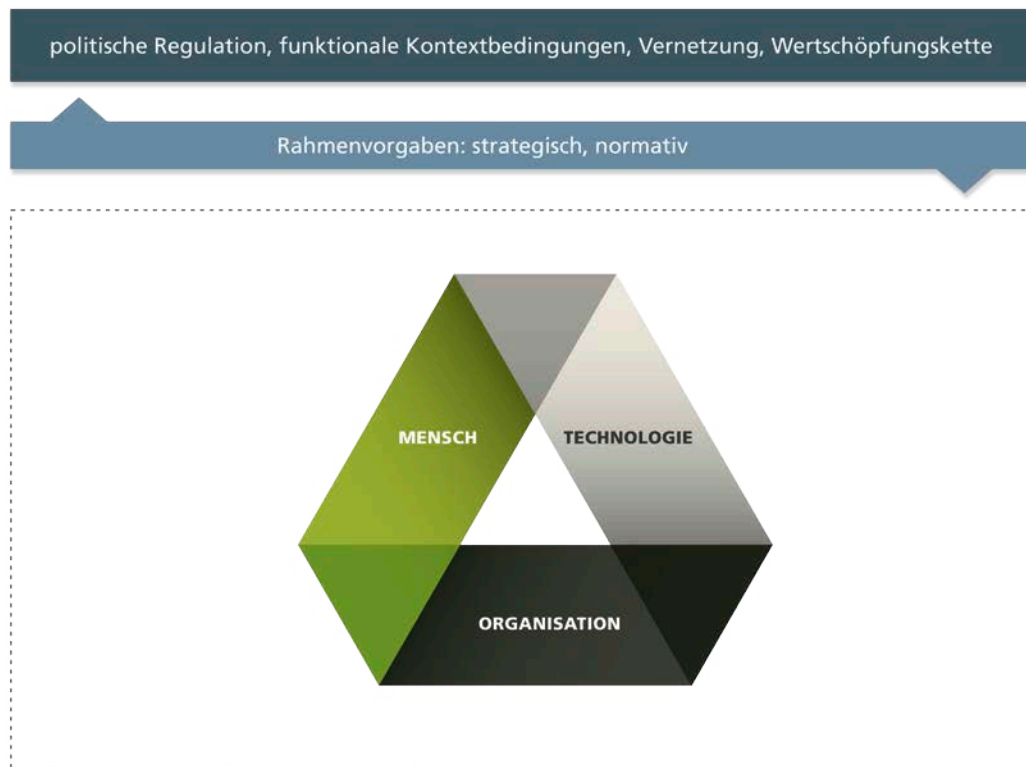 politische Regulation, funktionale Kontextbedingungen, Vernetzung, Wertschöpfungskette
Rahmenvorgaben: strategisch, normativ
MENSCH
TECHNOLOGIE
ORGANISATION